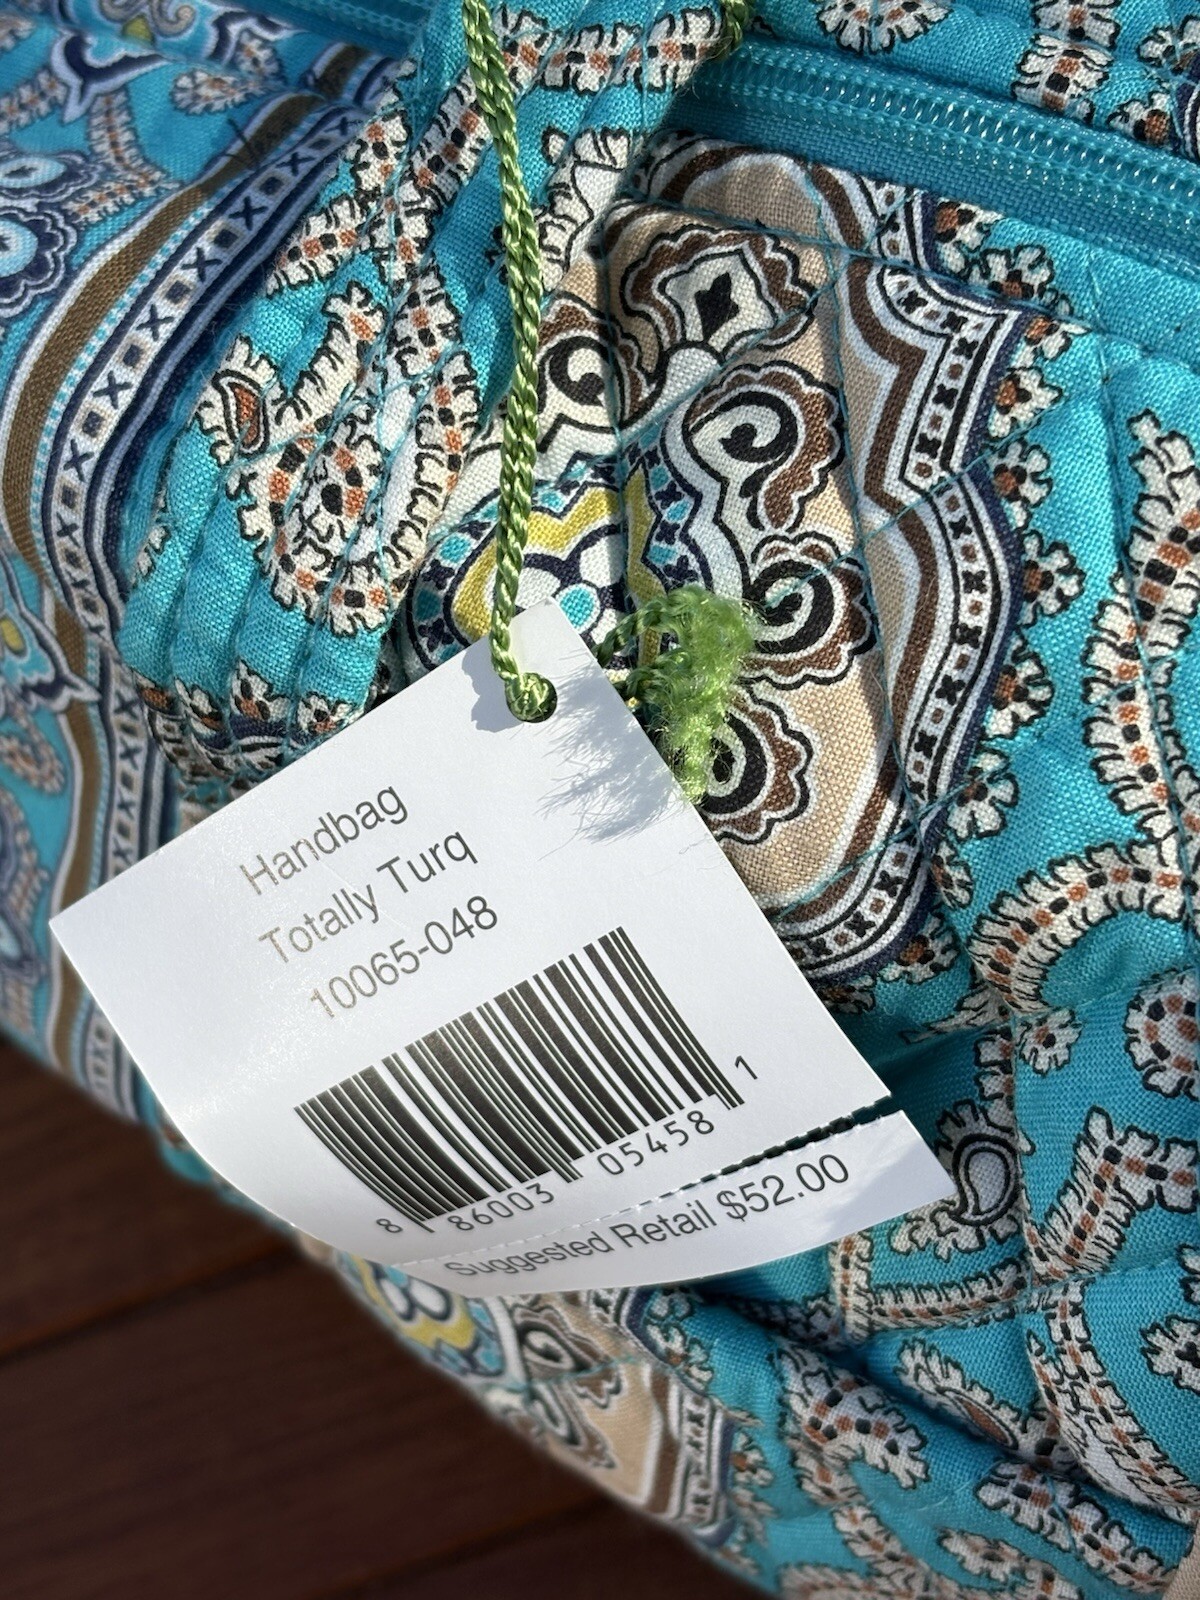 Handbag
Totally Turq
10065-048
8 86003 05458 1
Suggested Retail $52.00